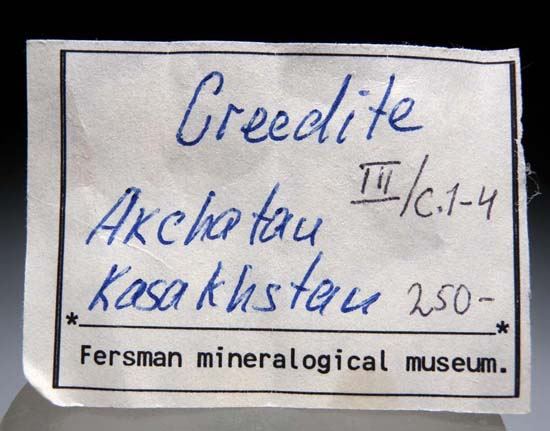 Creedite
III/C.1-4
Akchatau
Kasakhstan 250-
*_*
Fersman mineralogical museum.